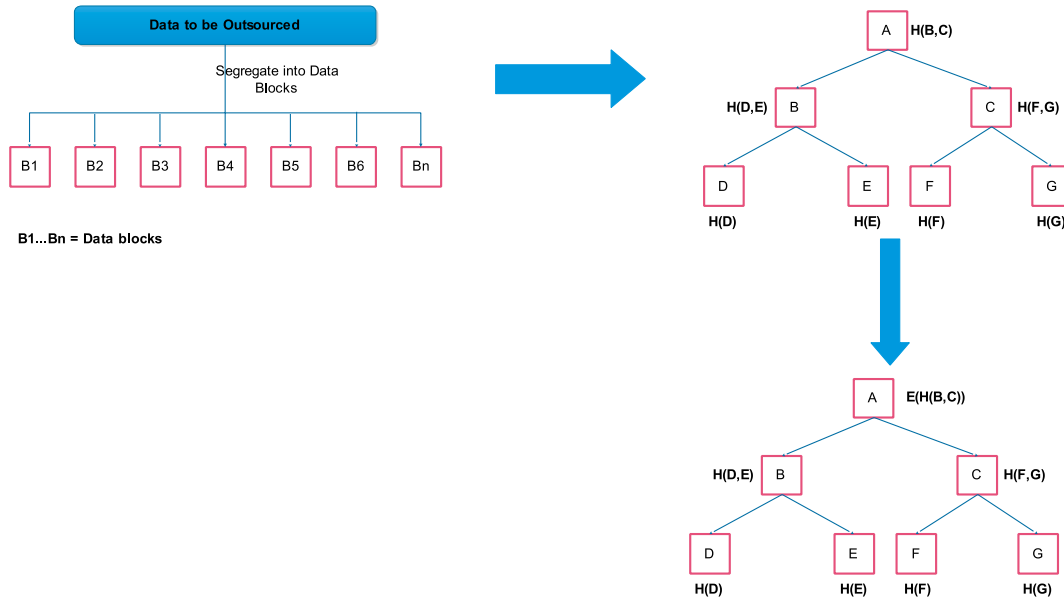 Data to be Outsourced
Segregate into Data
Blocks
B1 B2 B3 B4 B5 B6 Bn
B1...Bn = Data blocks
A H(B,C)
H(D,E) B C H(F,G)
D E F G
H(D) H(E) H(F) H(G)
A E(H(B,C))
H(D,E) B C H(F,G)
D E F G
H(D) H(E) H(F) H(G)